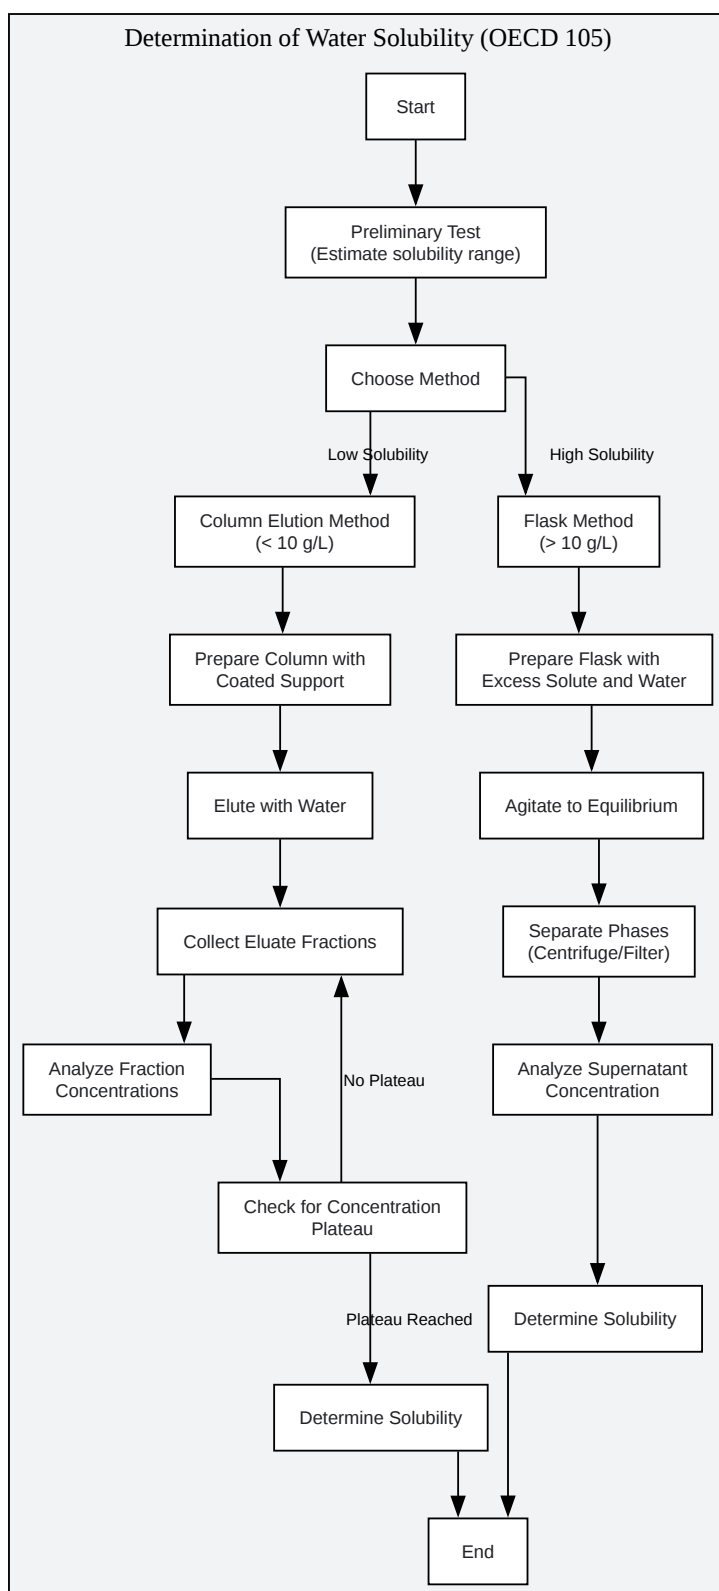 Determination of Water Solubility (OECD 105)
Start
Preliminary Test
(Estimate solubility range)
Choose Method
Low Solubility
High Solubility
Column Elution Method
(< 10 g/L)
Flask Method
(> 10 g/L)
Prepare Column with
Coated Support
Prepare Flask with
Excess Solute and Water
Elute with Water
Agitate to Equilibrium
Collect Eluate Fractions
Separate Phases
(Centrifuge/Filter)
Analyze Fraction
Concentrations
No Plateau
Analyze Supernatant
Concentration
Check for Concentration
Plateau
Plateau Reached
Determine Solubility
Determine Solubility
End